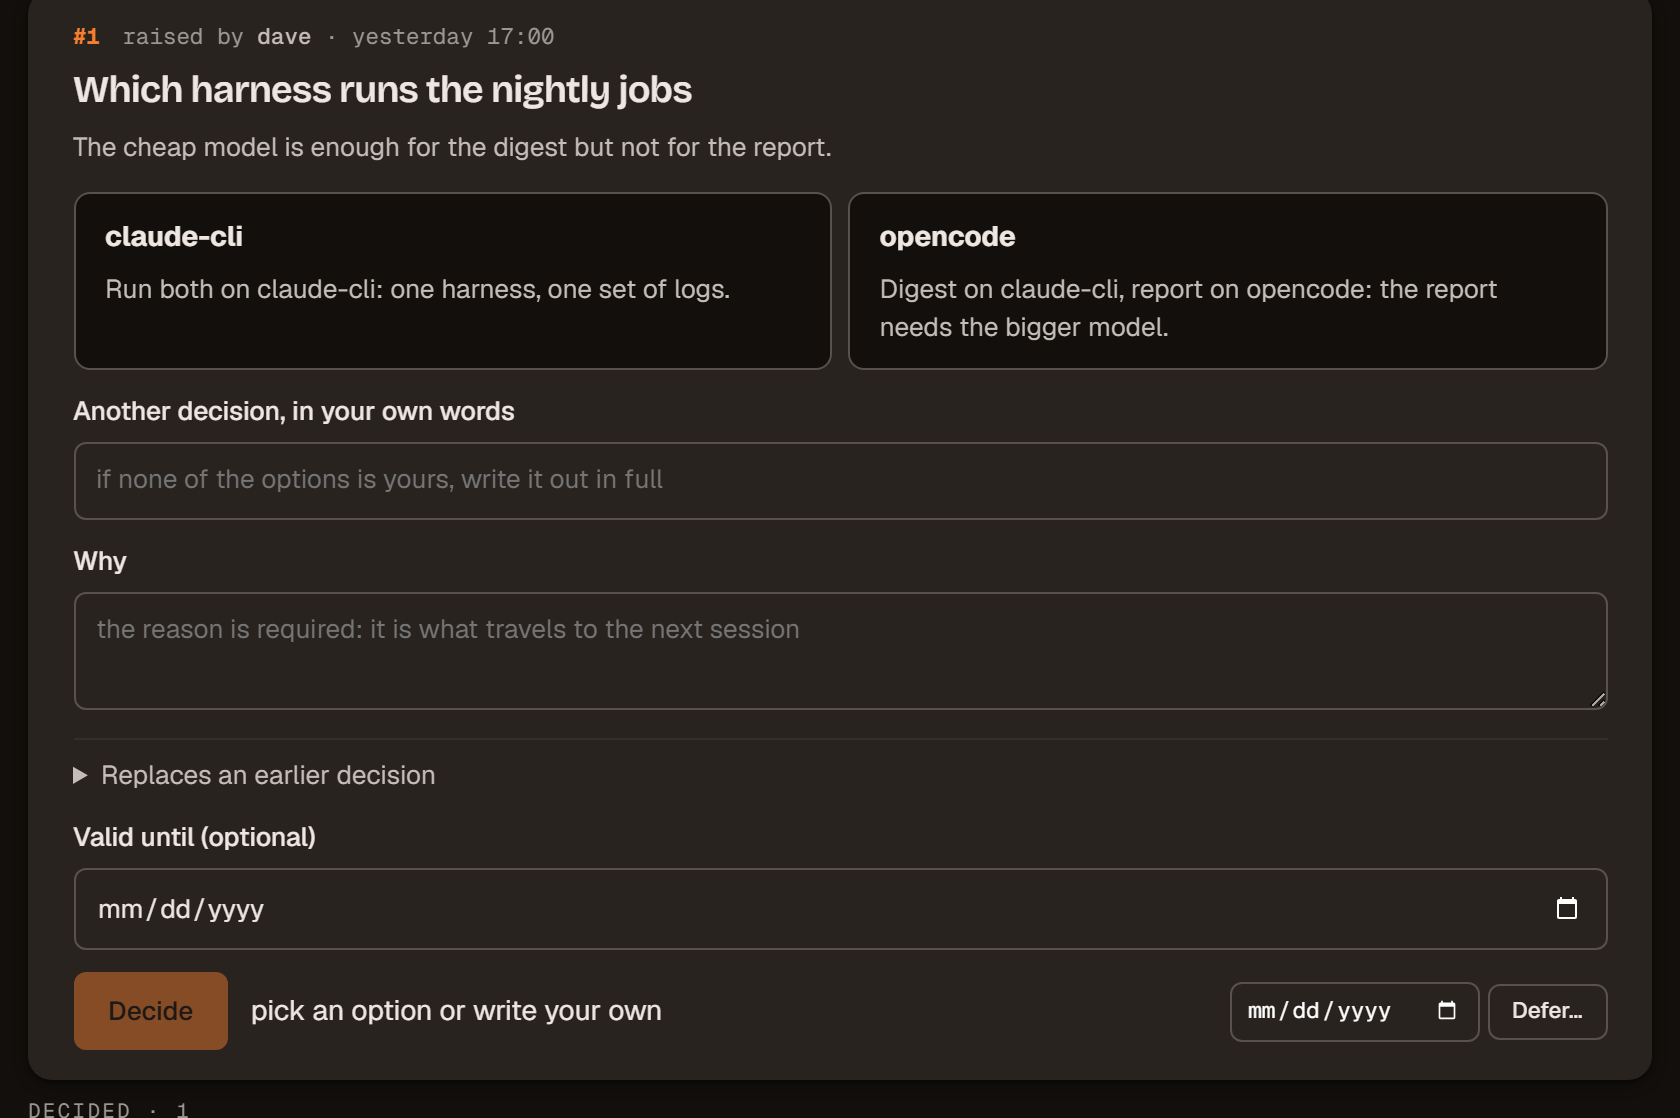 #1 raised by dave · yesterday 17:00
Which harness runs the nightly jobs
The cheap model is enough for the digest but not for the report.
claude-cli
Run both on claude-cli: one harness, one set of logs.
opencode
Digest on claude-cli, report on opencode: the report
needs the bigger model.
Another decision, in your own words
if none of the options is yours, write it out in full
Why
the reason is required: it is what travels to the next session
Replaces an earlier decision
Valid until (optional)
mm/dd/yyyy
Decide
pick an option or write your own
mm/dd/yyyy
Defer…
DECIDED · 1